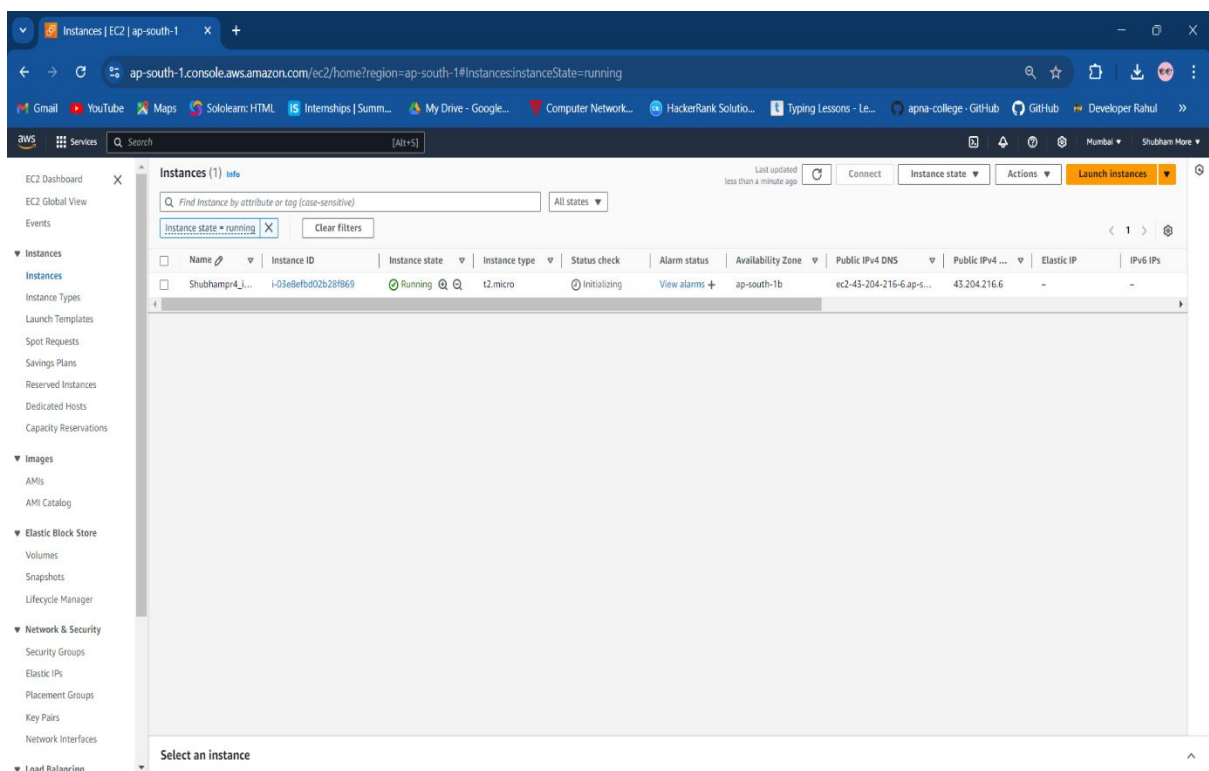 Instances | EC2 | ap-south-1
ap-south-1.console.aws.amazon.com/ec2/home?region=ap-south-1#Instances:instanceState=running
Gmail YouTube Maps Sololearn: HTML Internships | Summ... My Drive - Google... Computer Network... HackerRank Solutio... Typing Lessons - Le... apna-college · GitHub GitHub Developer Rahul »
aws Services Search [Alt+S] Mumbai Shubham More
EC2 Dashboard
EC2 Global View
Events
Instances
Instances
Instance Types
Launch Templates
Spot Requests
Savings Plans
Reserved Instances
Dedicated Hosts
Capacity Reservations
Images
AMIs
AMI Catalog
Elastic Block Store
Volumes
Snapshots
Lifecycle Manager
Network & Security
Security Groups
Elastic IPs
Placement Groups
Key Pairs
Network Interfaces
Load Balancing
Instances (1) Info
Last updated
less than a minute ago
Connect Instance state Actions Launch instances
Find Instance by attribute or tag (case-sensitive) All states
Instance state = running Clear filters
1
Name Instance ID Instance state Instance type Status check Alarm status Availability Zone Public IPv4 DNS Public IPv4 ... Elastic IP IPv6 IPs
Shubhampr4_i... i-03e8efbd02b28f869 Running t2.micro Initializing View alarms + ap-south-1b ec2-43-204-216-6.ap-s... 43.204.216.6 – –
Select an instance